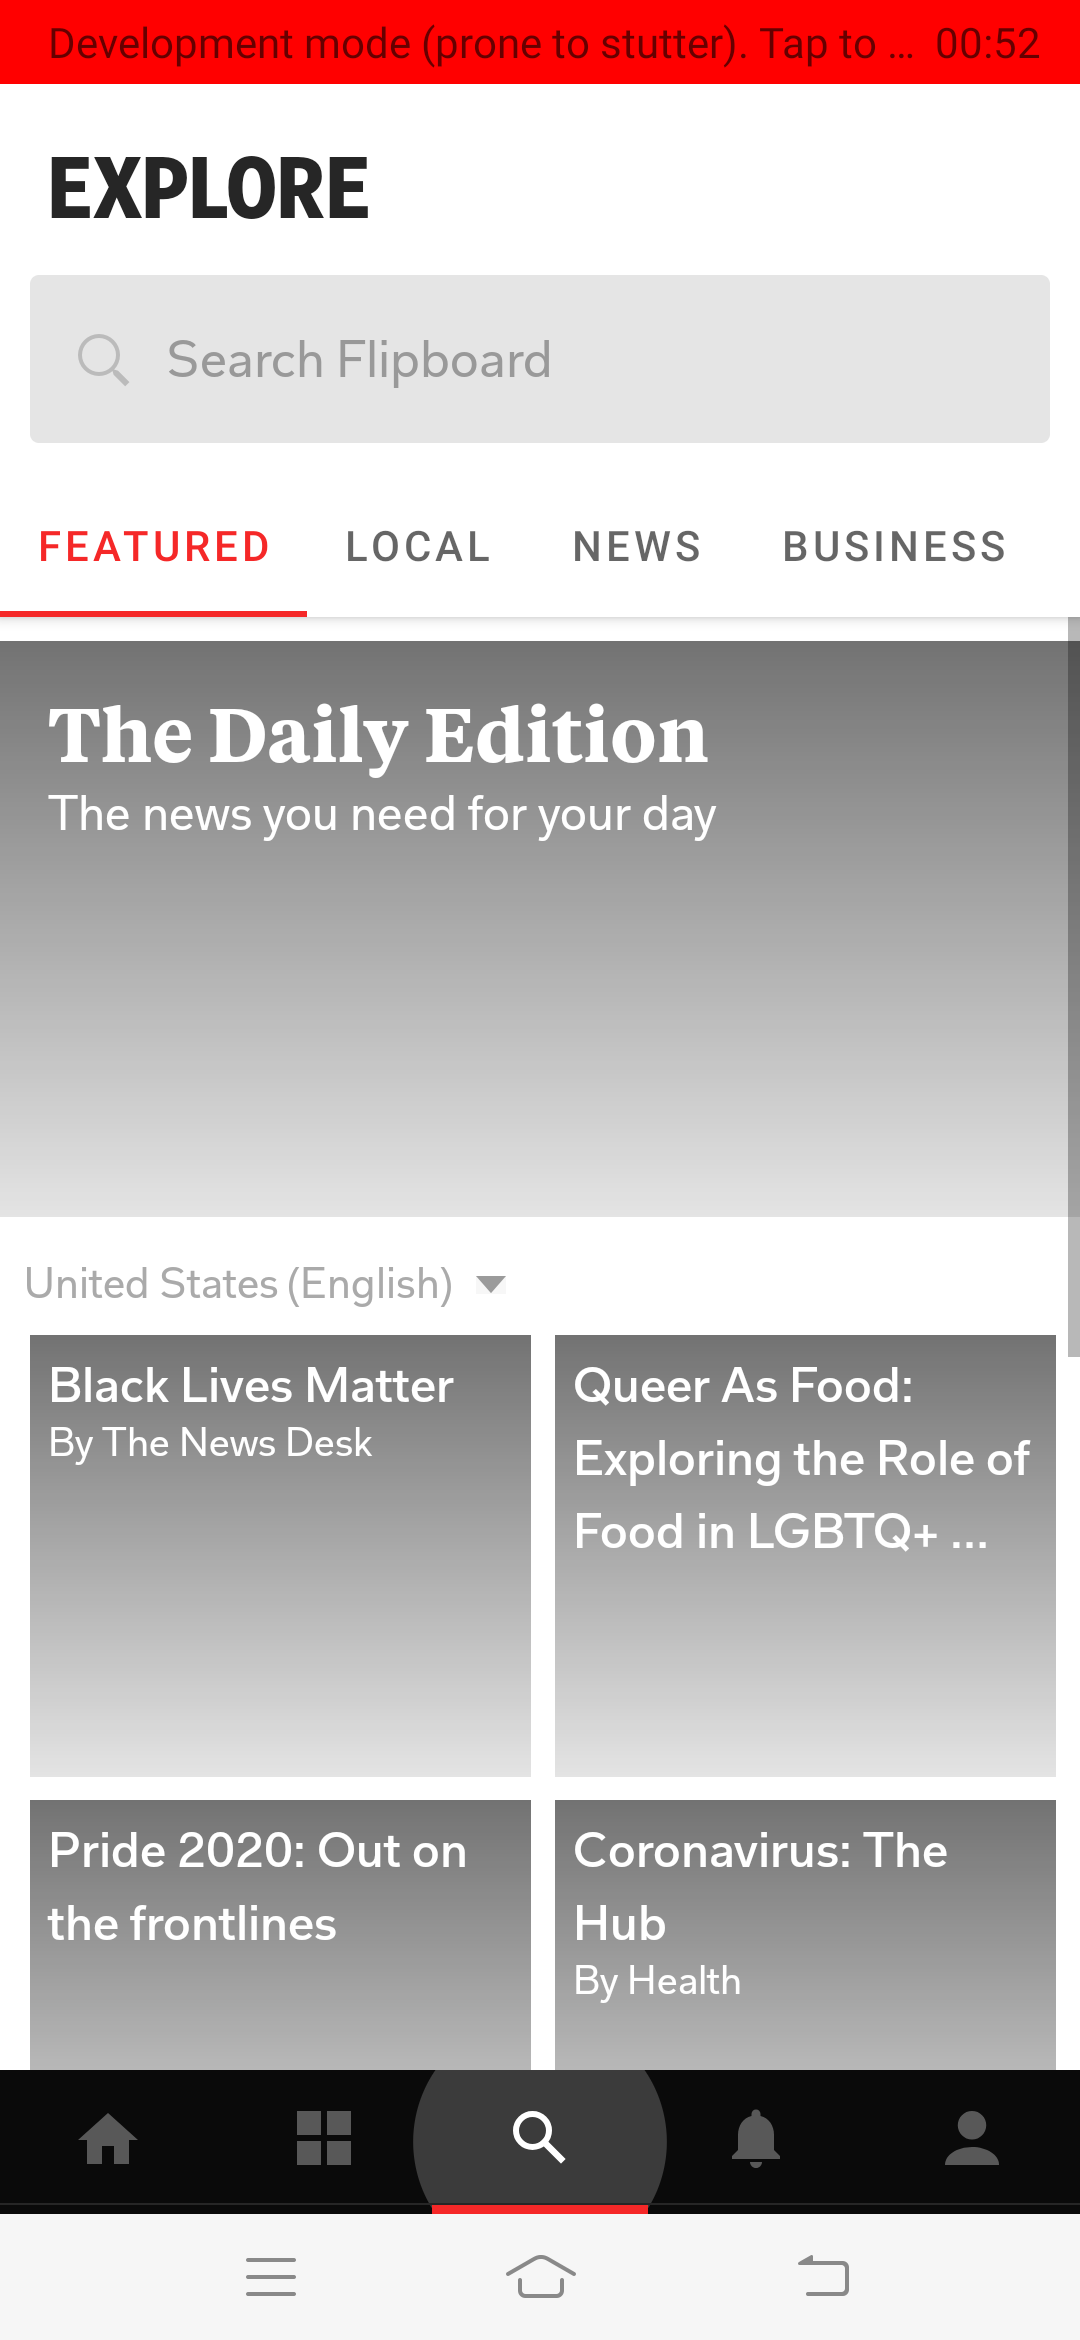 Development mode (prone to stutter). Tap to ... 00:52
EXPLORE
Search Flipboard
FEATURED LOCAL NEWS BUSINESS
The Daily Edition
The news you need for your day
United States (English)
Black Lives Matter
By The News Desk
Queer As Food:
Exploring the Role of
Food in LGBTQ+ ...
Pride 2020: Out on
the frontlines
Coronavirus: The
Hub
By Health